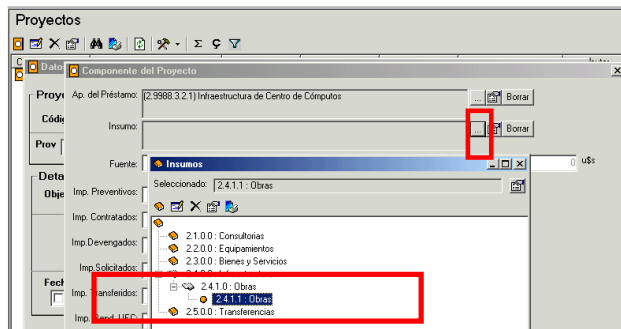 Proyectos
Dato
Componente del Proyecto
Proye
Ap. del Préstamo: (2.9988.3.2.1) Infraestructura de Centro de Cómputos
... Borrar
Códi
Insumo:
... Borrar
Prov
Fuente:
0 u$s
Insumos
Deta
Obje
Seleccionado: 2.4.1.1 : Obras
Imp. Preventivos:
Imp. Contratados:
2.1.0.0 : Consultorias
Imp.Devengados:
2.2.0.0 : Equipamientos
2.3.0.0 : Bienes y Servicios
Imp.Solicitados:
Fech
2.4.1.0 : Obras
Imp. Transferidos:
2.4.1.1 : Obras
2.5.0.0 : Transferencias